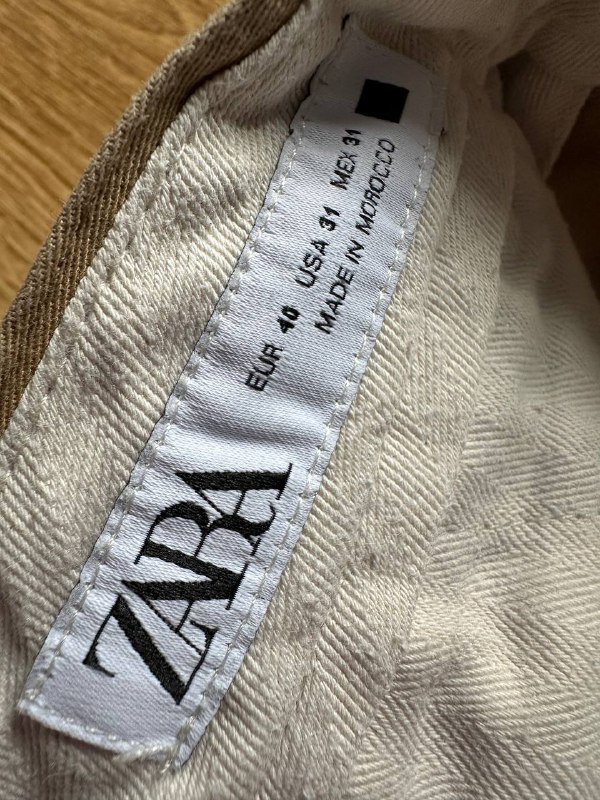 ZARA
EUR 40 USA 31 MEX 31
MADE IN MOROCCO